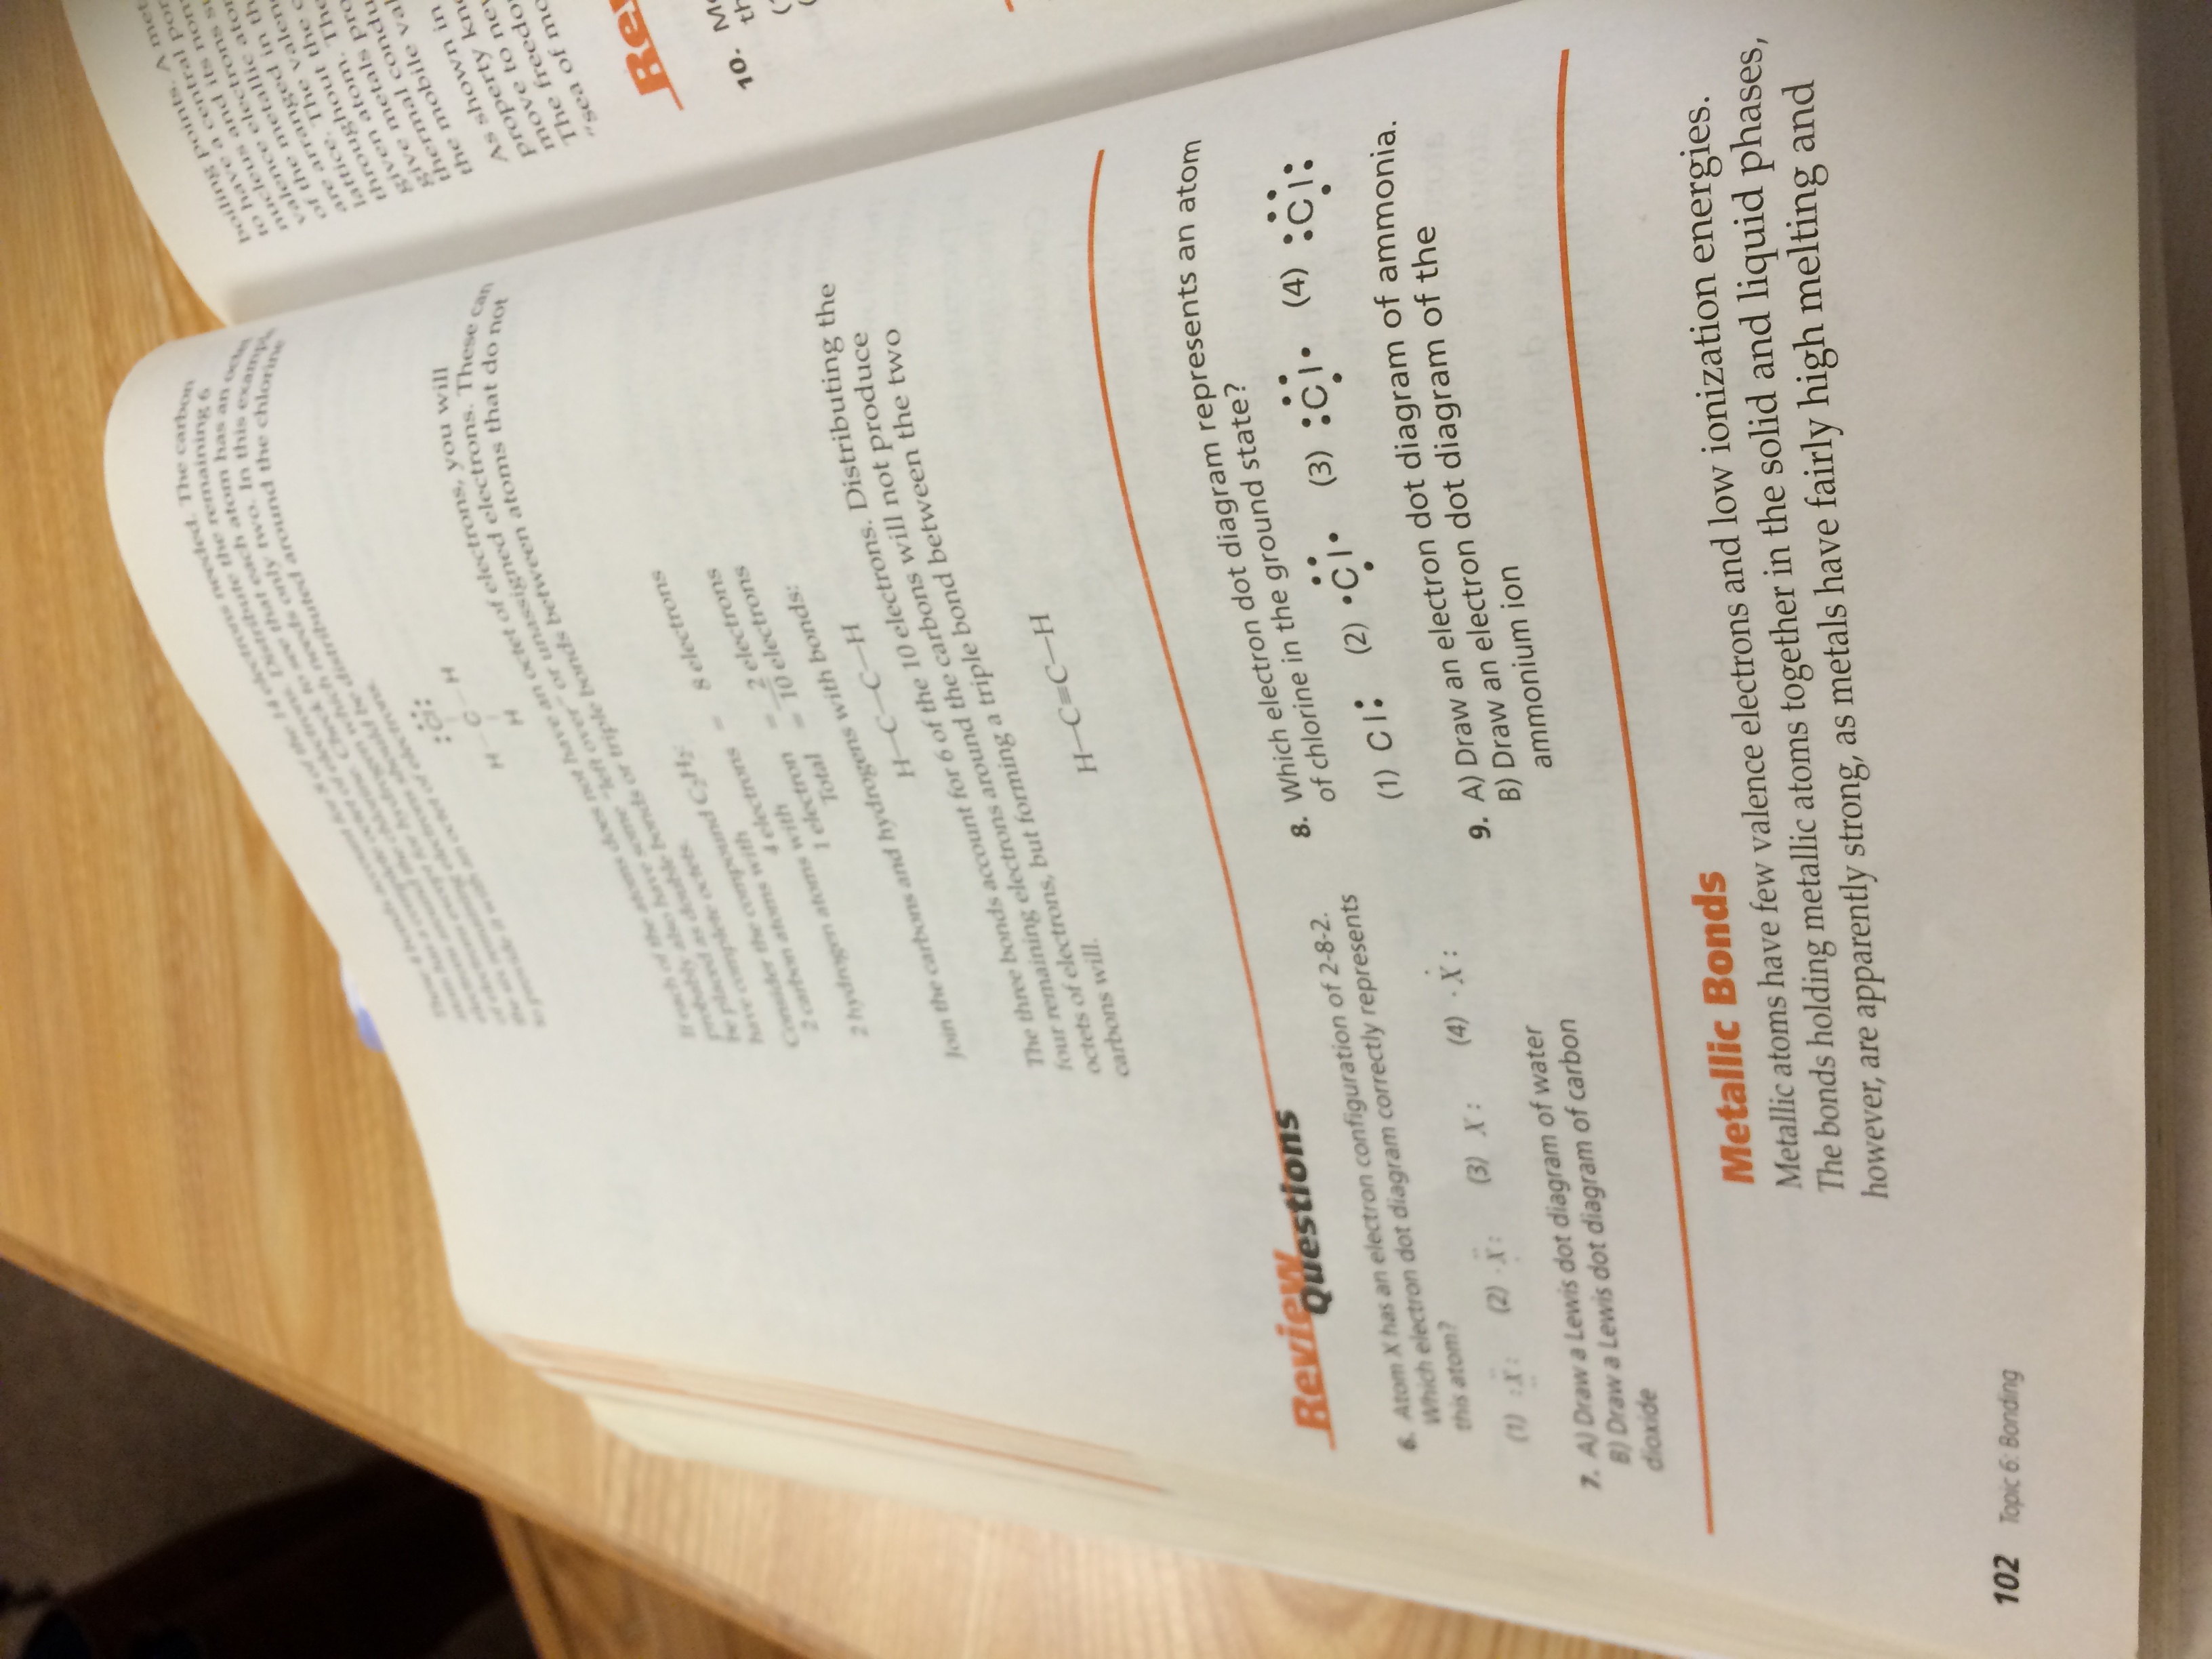 These 4 bonds account for 8 of the 14 electrons needed. The carbon
atom has a complete octet of electrons. Distribute the remaining 6
electrons around the chlorine. Check to see that each atom has an octet
of electrons except for hydrogen which needs only two. In this example
the six remaining electrons should be distributed around the chlorine
to provide it with an octet of electrons.
:Cl:
H—C—H
H
If each of the atoms does not have an octet of electrons, you will
probably also have some "left over" or unassigned electrons. These can
be placed as double bonds or triple bonds between atoms that do not
have complete octets.
Consider the compound C₂H₂:
2 carbon atoms with
4 electrons = 8 electrons
2 hydrogen atoms with
1 electron = 2 electrons
Total = 10 electrons
Join the carbons and hydrogens with bonds:
H—C—C—H
The three bonds account for 6 of the 10 electrons. Distributing the
four remaining electrons around the carbons will not produce
octets of electrons, but forming a triple bond between the two
carbons will.
H—C≡C—H
Review
Questions
6. Atom X has an electron configuration of 2-8-2.
Which electron dot diagram correctly represents
this atom?
(1) :Ẍ: (2) ·Ẍ: (3) X: (4) ·Ẋ:
7. A) Draw a Lewis dot diagram of water
B) Draw a Lewis dot diagram of carbon
dioxide
8. Which electron dot diagram represents an atom
of chlorine in the ground state?
(1) Cl: (2) ·Cl· (3) :Cl· (4) :Cl:
9. A) Draw an electron dot diagram of ammonia.
B) Draw an electron dot diagram of the
ammonium ion
Metallic Bonds
Metallic atoms have few valence electrons and low ionization energies.
The bonds holding metallic atoms together in the solid and liquid phases,
however, are apparently strong, as metals have fairly high melting and
102 Topic 6: Bonding
boiling points. A
to have a central
nucleus and its
valence electrons
of the metallic
are arranged in
lattice. The
throughout the
given atom. The
give metals
thermal
the mobile
As shown in
property
move to
The
"sea of
10.